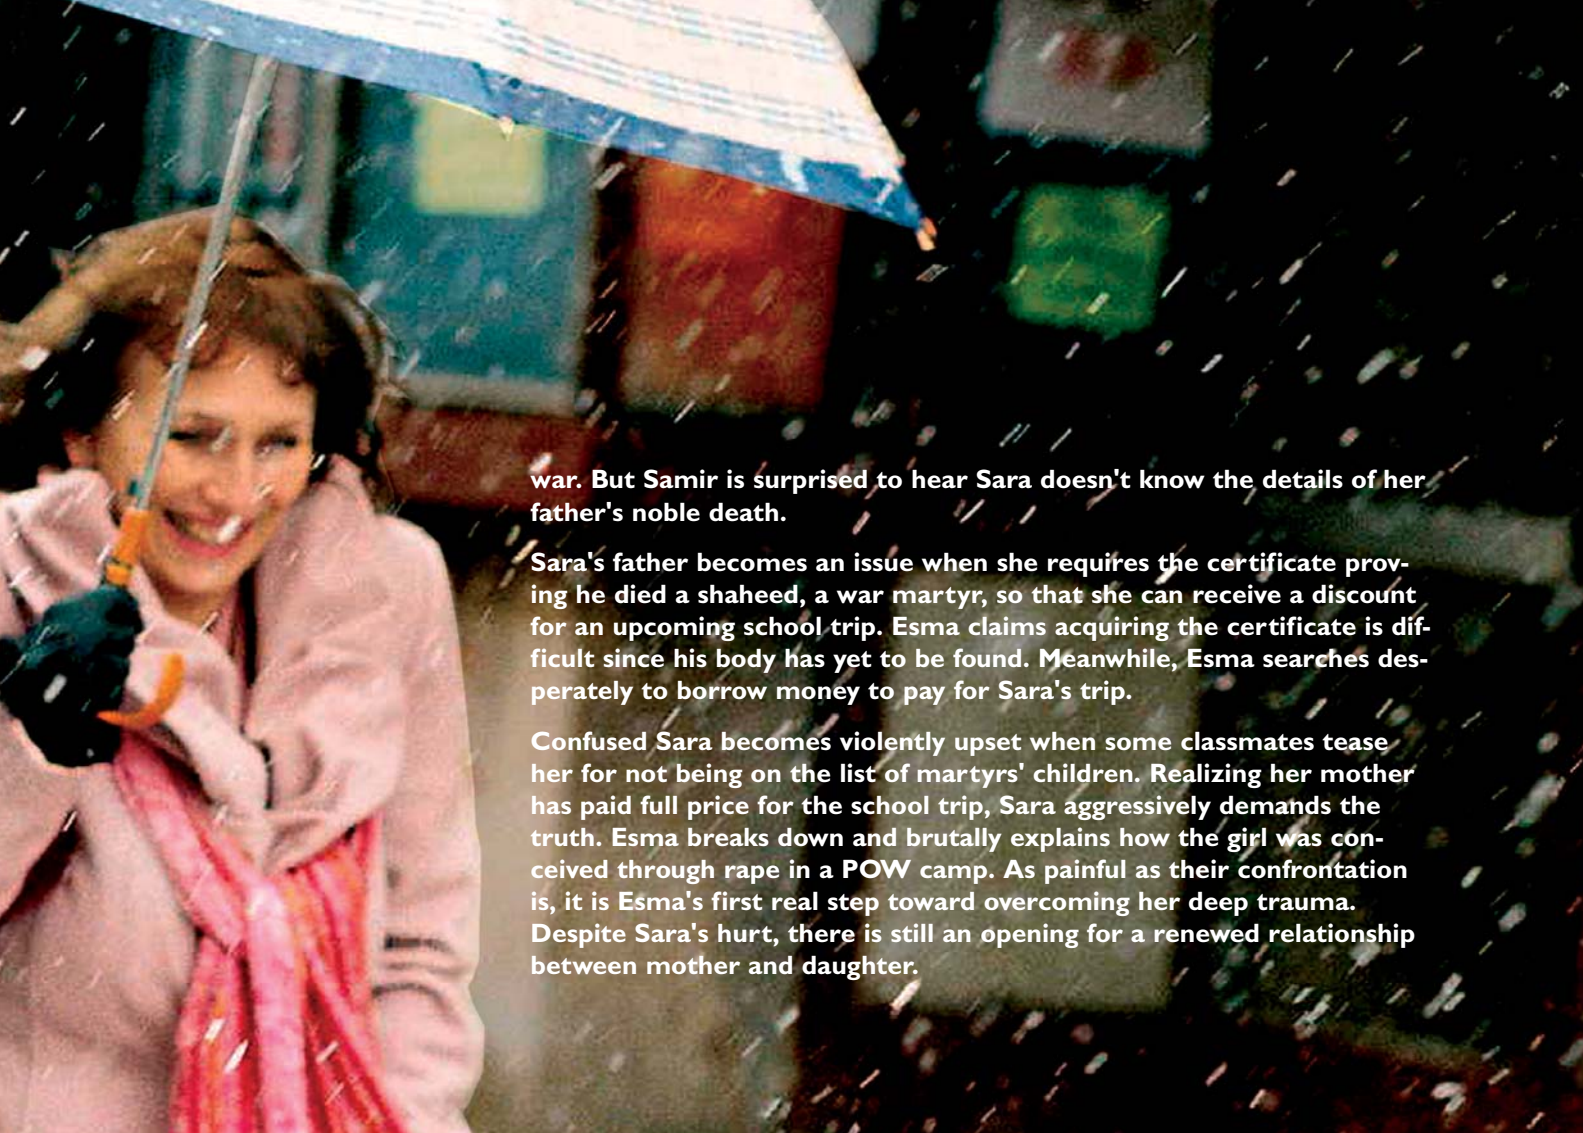 war. But Samir is surprised to hear Sara doesn't know the details of her
father's noble death.
Sara's father becomes an issue when she requires the certificate prov-
ing he died a shaheed, a war martyr, so that she can receive a discount
for an upcoming school trip. Esma claims acquiring the certificate is dif-
ficult since his body has yet to be found. Meanwhile, Esma searches des-
perately to borrow money to pay for Sara's trip.
Confused Sara becomes violently upset when some classmates tease
her for not being on the list of martyrs' children. Realizing her mother
has paid full price for the school trip, Sara aggressively demands the
truth. Esma breaks down and brutally explains how the girl was con-
ceived through rape in a POW camp. As painful as their confrontation
is, it is Esma's first real step toward overcoming her deep trauma.
Despite Sara's hurt, there is still an opening for a renewed relationship
between mother and daughter.